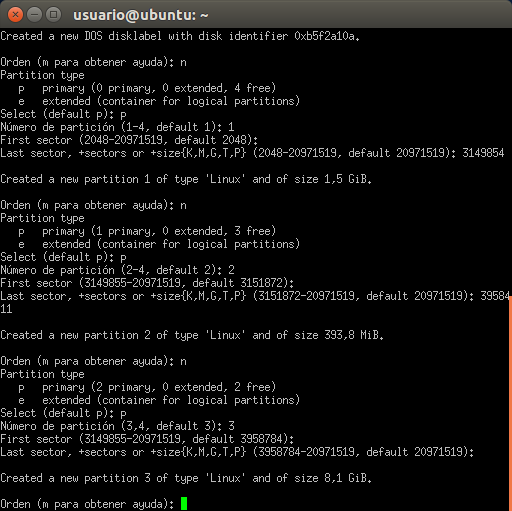 usuario@ubuntu: ~
Created a new DOS disklabel with disk identifier 0xb5f2a10a.
Orden (m para obtener ayuda): n
Partition type
p primary (0 primary, 0 extended, 4 free)
e extended (container for logical partitions)
Select (default p): p
Número de partición (1-4, default 1): 1
First sector (2048-20971519, default 2048):
Last sector, +sectors or +size{K,M,G,T,P} (2048-20971519, default 20971519): 3149854
Created a new partition 1 of type 'Linux' and of size 1,5 GiB.
Orden (m para obtener ayuda): n
Partition type
p primary (1 primary, 0 extended, 3 free)
e extended (container for logical partitions)
Select (default p): p
Número de partición (2-4, default 2): 2
First sector (3149855-20971519, default 3151872):
Last sector, +sectors or +size{K,M,G,T,P} (3151872-20971519, default 20971519): 39584
11
Created a new partition 2 of type 'Linux' and of size 393,8 MiB.
Orden (m para obtener ayuda): n
Partition type
p primary (2 primary, 0 extended, 2 free)
e extended (container for logical partitions)
Select (default p): p
Número de partición (3,4, default 3): 3
First sector (3149855-20971519, default 3958784):
Last sector, +sectors or +size{K,M,G,T,P} (3958784-20971519, default 20971519):
Created a new partition 3 of type 'Linux' and of size 8,1 GiB.
Orden (m para obtener ayuda):